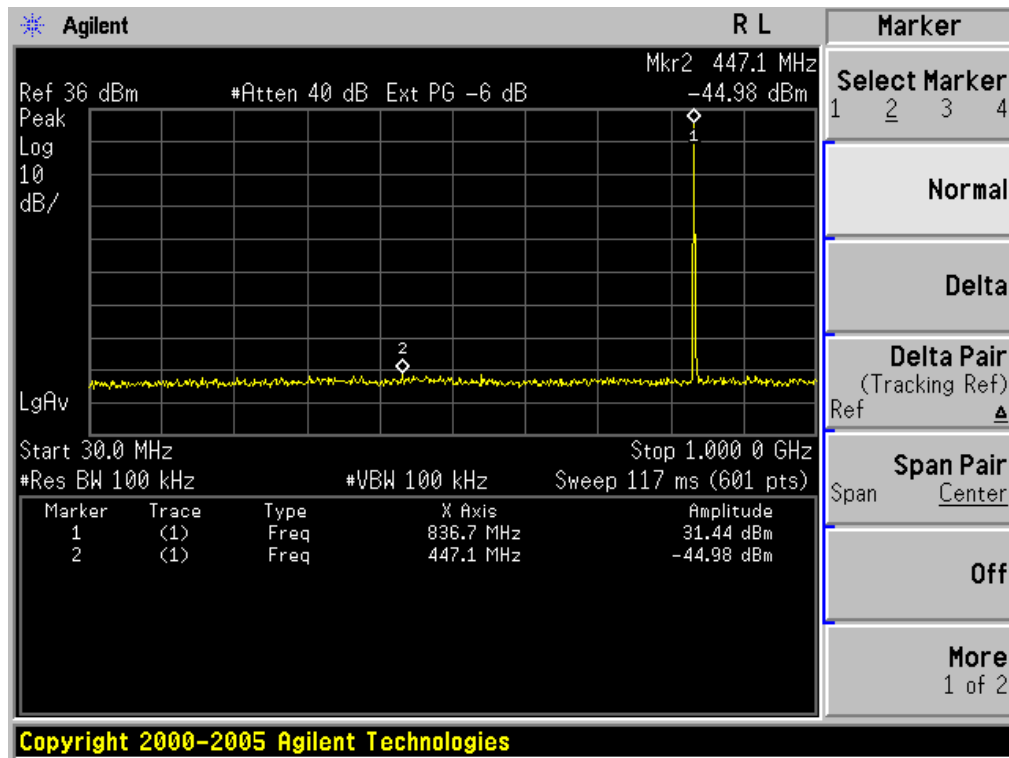 Agilent
R L
Marker
Mkr2 447.1 MHz
Ref 36 dBm #Atten 40 dB Ext PG -6 dB -44.98 dBm
Peak
Log
10
dB/
1
2
LgAv
Start 30.0 MHz Stop 1.000 0 GHz
#Res BW 100 kHz #VBW 100 kHz Sweep 117 ms (601 pts)
Marker Trace Type X Axis Amplitude
1 (1) Freq 836.7 MHz 31.44 dBm
2 (1) Freq 447.1 MHz -44.98 dBm
Select Marker
1 2 3 4
Normal
Delta
Delta Pair
(Tracking Ref)
Ref Δ
Span Pair
Span Center
Off
More
1 of 2
Copyright 2000-2005 Agilent Technologies